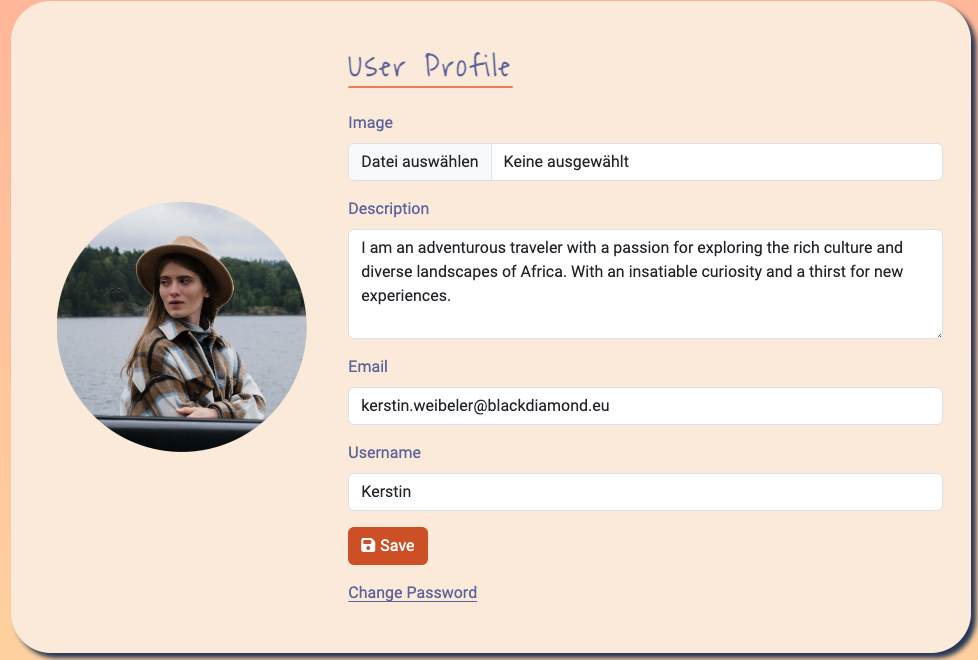 User Profile
Image
Datei auswählen Keine ausgewählt
Description
I am an adventurous traveler with a passion for exploring the rich culture and
diverse landscapes of Africa. With an insatiable curiosity and a thirst for new
experiences.
Email
kerstin.weibeler@blackdiamond.eu
Username
Kerstin
Save
Change Password